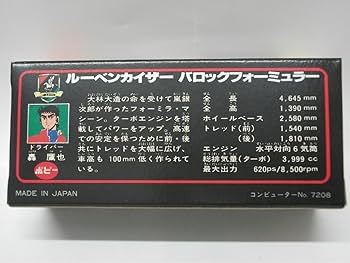 ルーベンカイザー バロックフォーミュラー
大林大造の命を受けて嵐銀
次郎が作ったフォーミラ・マ
シーン。ターボエンジンを塔
載してパワーをアップ。高速
での安定を保つために前・後
共にトレッドを大幅に広げ、
車高も100mm低く作られて
いる。
全長 4,645mm
全高 1,390mm
ホイールベース 2,580mm
トレッド(前) 1,540mm
(後) 1,810mm
エンジン 水平対向6気筒
総排気量(ターボ) 3,999cc
最大出力 620ps/8,500rpm
ドライバー
轟 鷹也
ポピー
MADE IN JAPAN
コンピューターNo. 7208